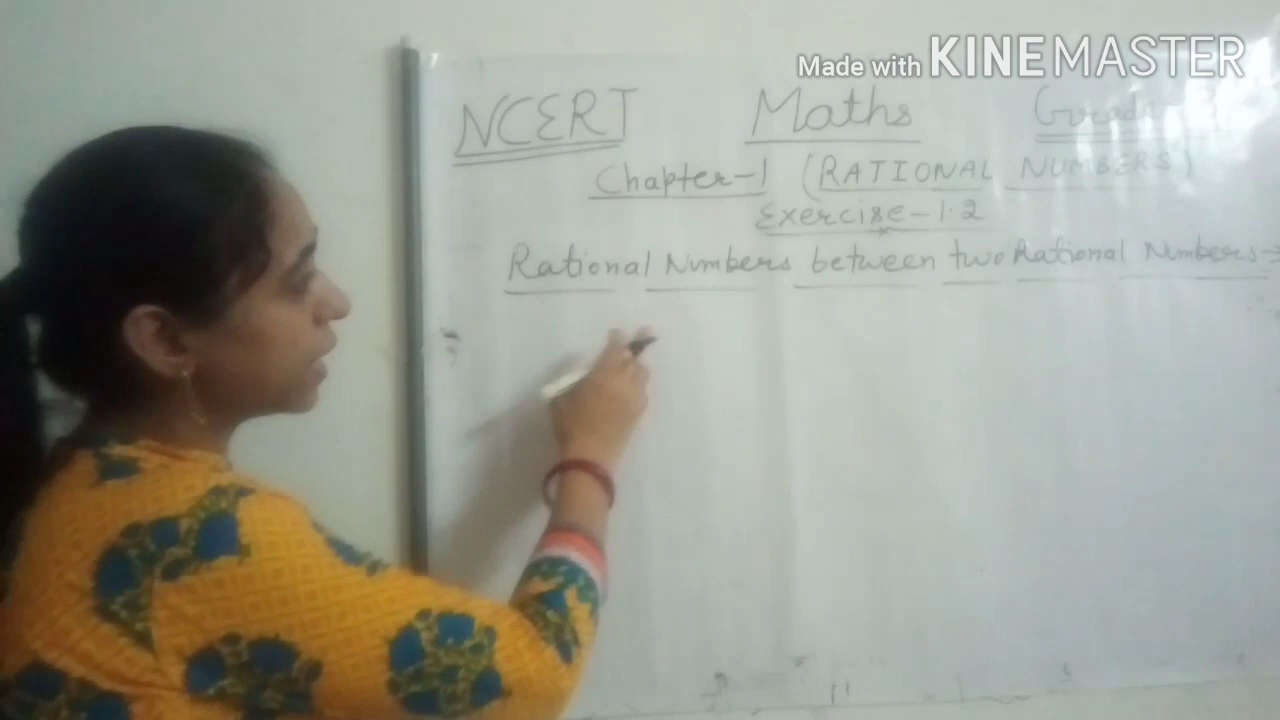 Made with KINEMASTER
NCERT Maths
Chapter-1 (RATIONAL NUMBERS)
Exercise-1.2
Rational Numbers between two Rational Numbers→